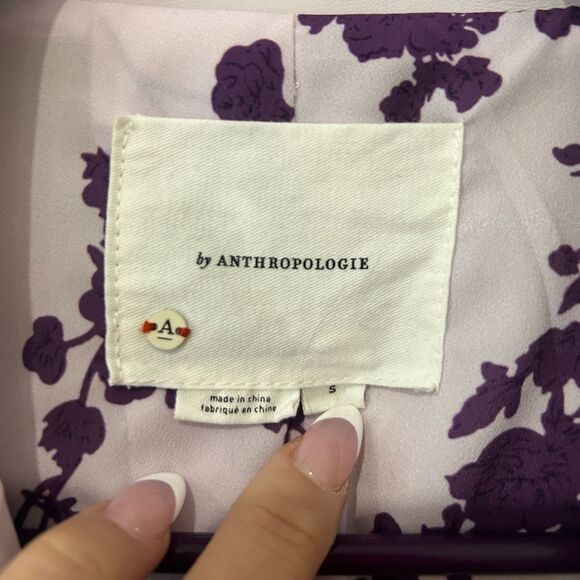 by ANTHROPOLOGIE
A
made in china
fabriqué en chine
S